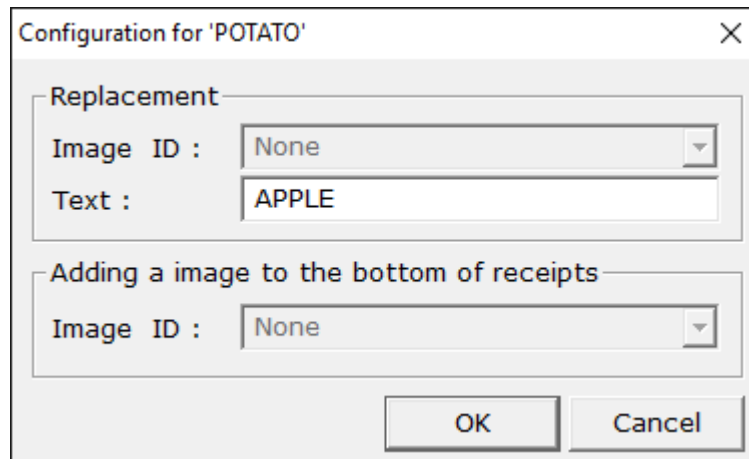 Configuration for 'POTATO'
Replacement
Image ID : None
Text : APPLE
Adding a image to the bottom of receipts
Image ID : None
OK Cancel